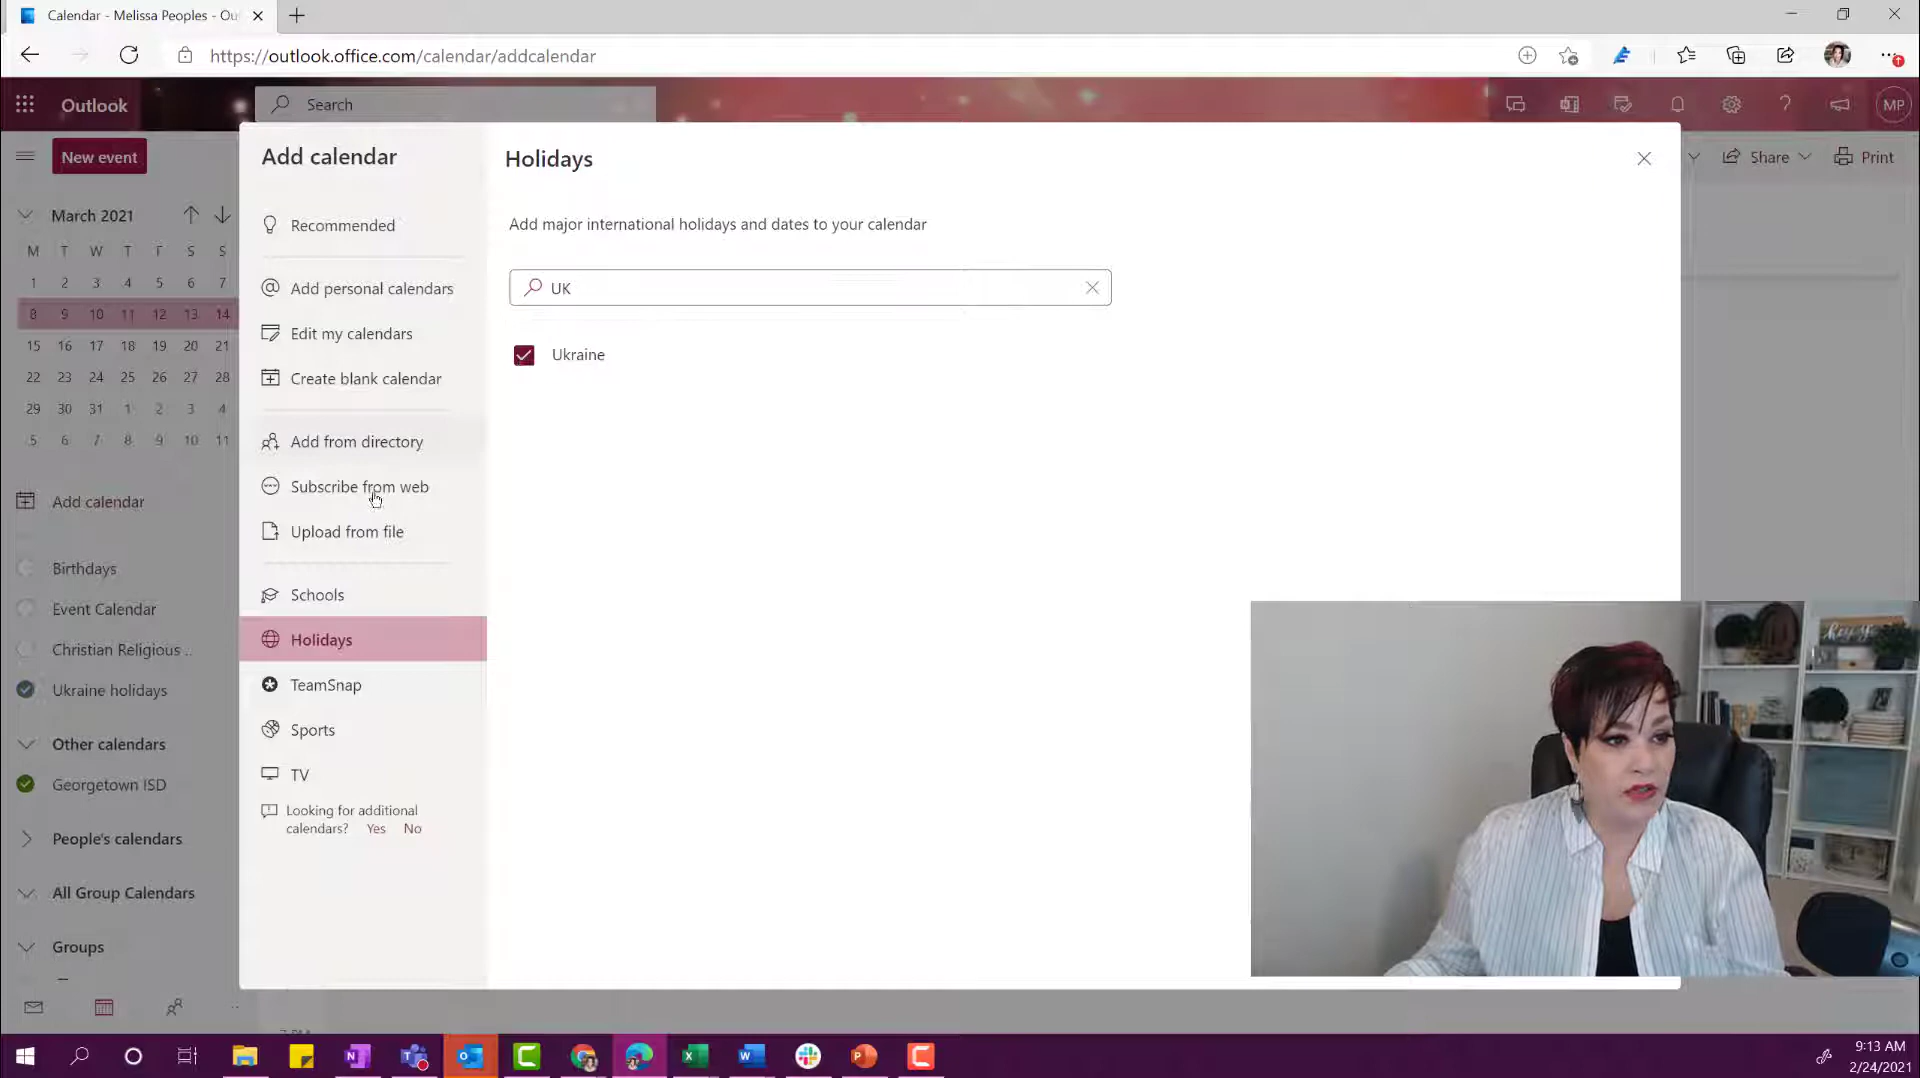 Calendar - Melissa Peoples - Ou
https://outlook.office.com/calendar/addcalendar
Outlook
Search
MP
New event
Share
Print
March 2021
M T W T F S S
1 2 3 4 5 6 7
8 9 10 11 12 13 14
15 16 17 18 19 20 21
22 23 24 25 26 27 28
29 30 31 1 2 3 4
5 6 7 8 9 10 11
Add calendar
Birthdays
Event Calendar
Christian Religious ..
Ukraine holidays
Other calendars
Georgetown ISD
People's calendars
All Group Calendars
Groups
Add calendar
Recommended
Add personal calendars
Edit my calendars
Create blank calendar
Add from directory
Subscribe from web
Upload from file
Schools
Holidays
TeamSnap
Sports
TV
Looking for additional
calendars? Yes No
Holidays
Add major international holidays and dates to your calendar
UK
Ukraine
9:13 AM
2/24/2021